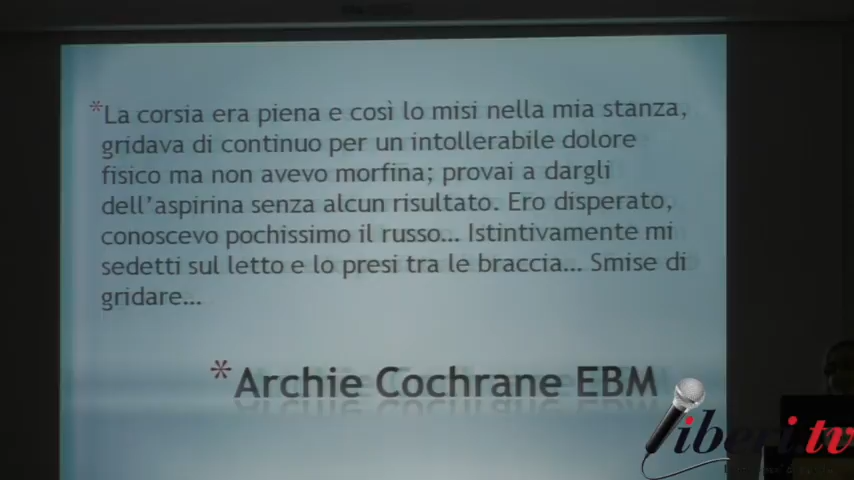 *La corsia era piena e così lo misi nella mia stanza,
gridava di continuo per un intollerabile dolore
fisico ma non avevo morfina; provai a dargli
dell'aspirina senza alcun risultato. Ero disperato,
conoscevo pochissimo il russo... Istintivamente mi
sedetti sul letto e lo presi tra le braccia... Smise di
gridare...
*Archie Cochrane EBM
liberi.tv